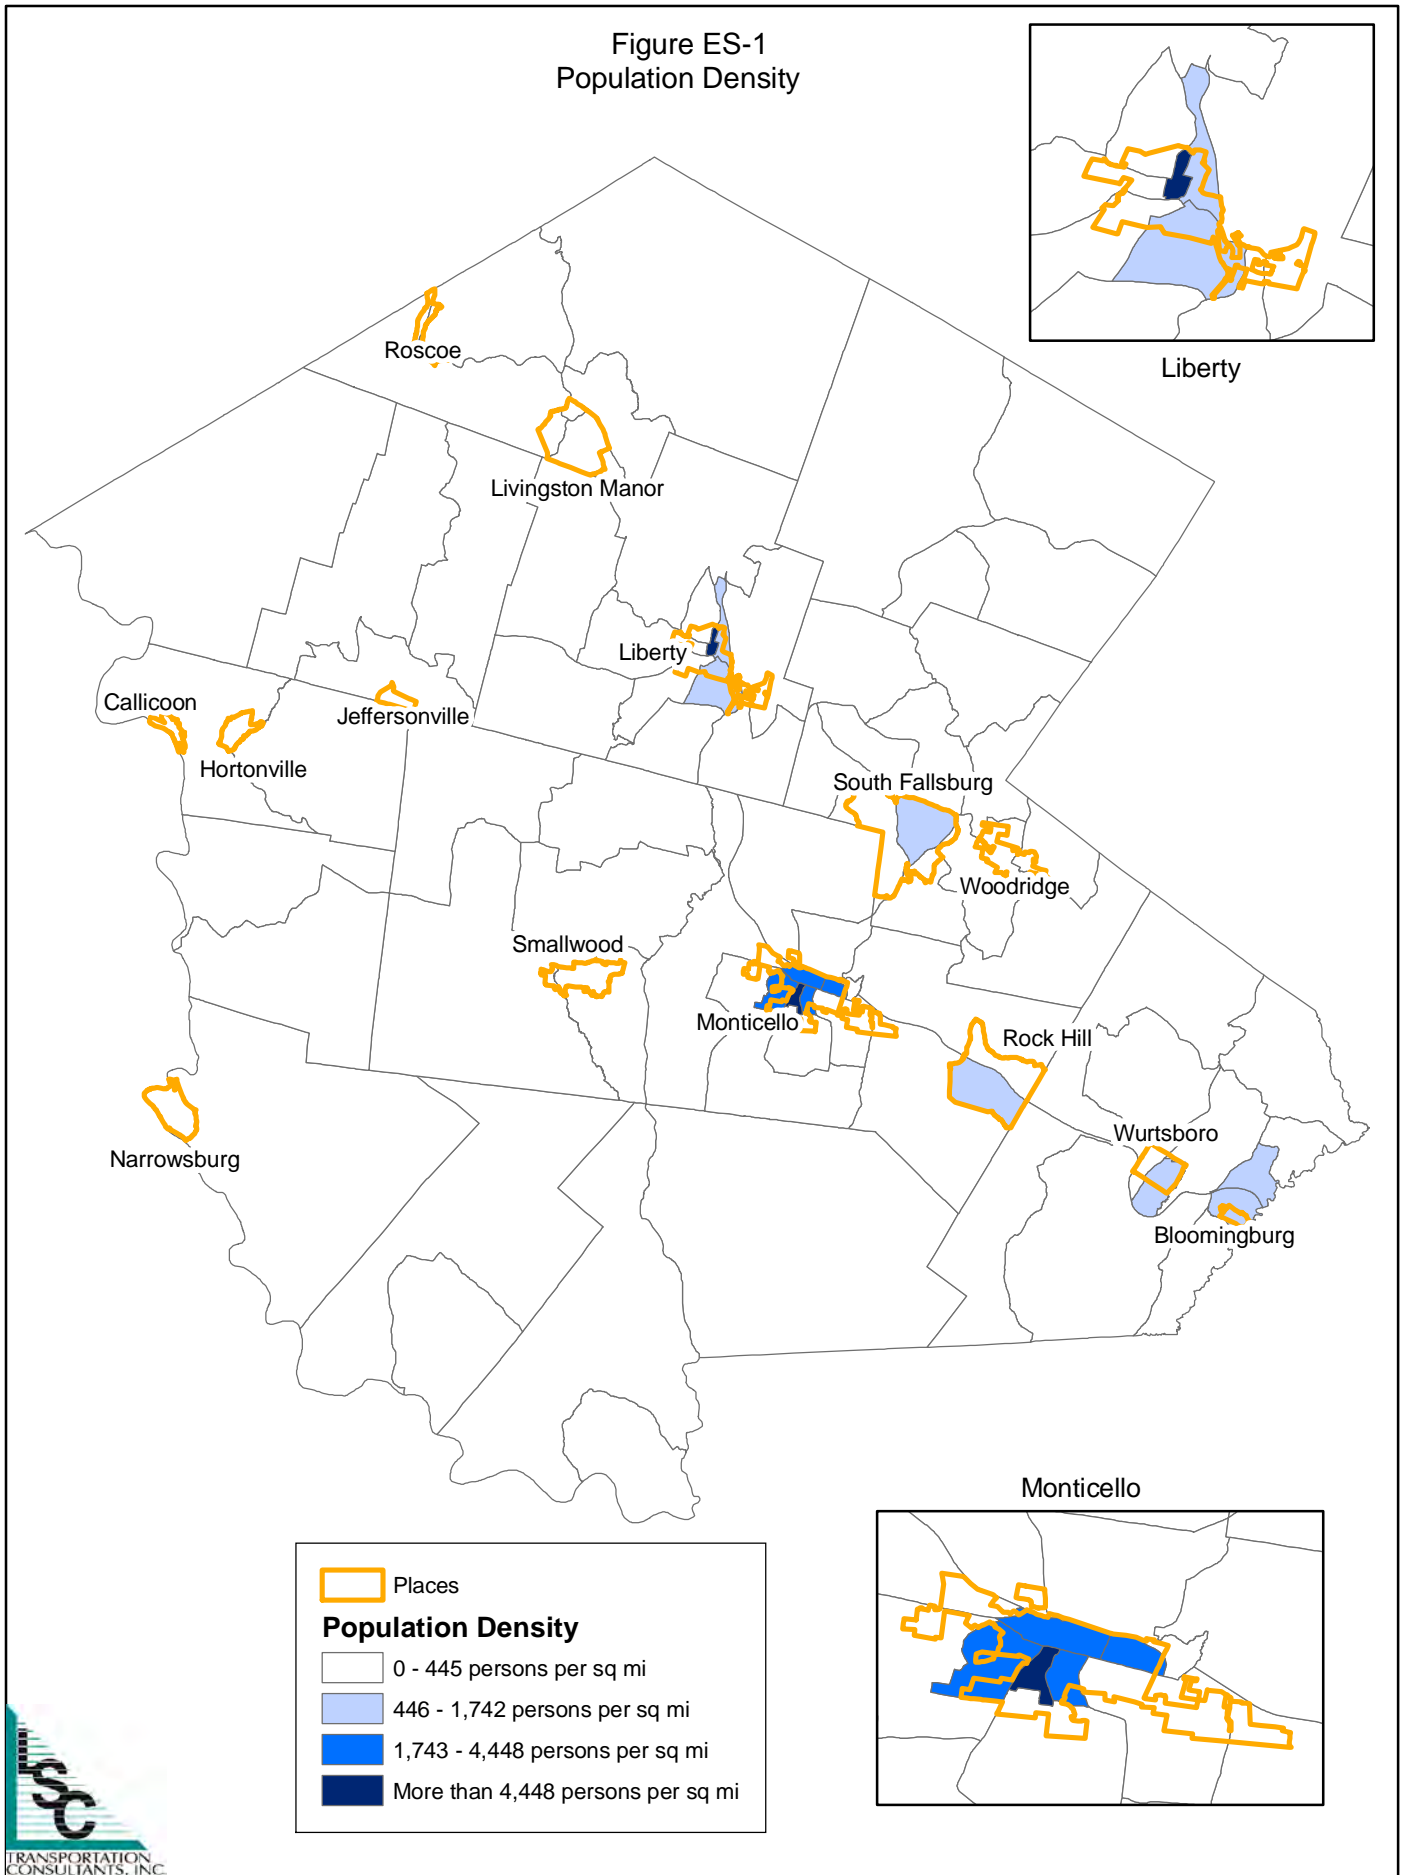 Figure ES-1
Population Density
Liberty
Roscoe
Livingston Manor
Liberty
Callicoon
Jeffersonville
Hortonville
South Fallsburg
Woodridge
Smallwood
Monticello
Rock Hill
Wurtsboro
Narrowsburg
Bloomingburg
Monticello
Places
Population Density
0 - 445 persons per sq mi
446 - 1,742 persons per sq mi
1,743 - 4,448 persons per sq mi
More than 4,448 persons per sq mi
LSC
TRANSPORTATION
CONSULTANTS, INC.